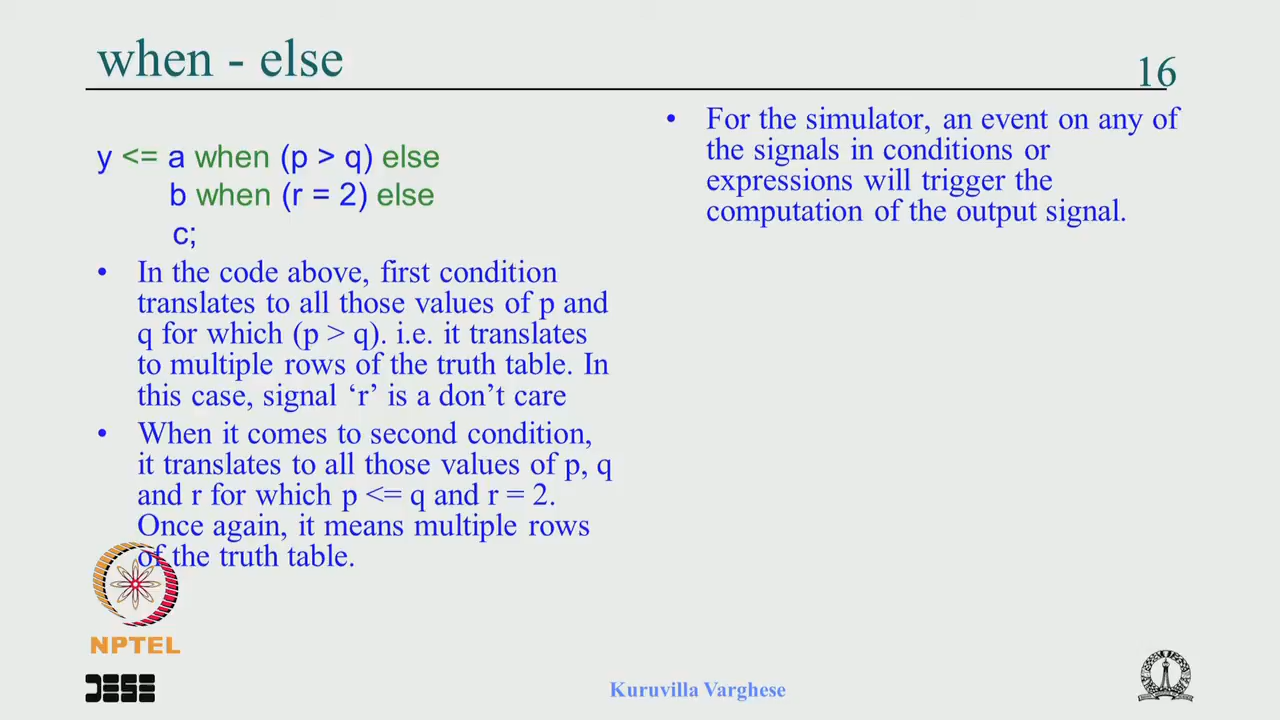 when - else
16
y <= a when (p > q) else
b when (r = 2) else
c;
• In the code above, first condition
translates to all those values of p and
q for which (p > q). i.e. it translates
to multiple rows of the truth table. In
this case, signal ‘r’ is a don’t care
• When it comes to second condition,
it translates to all those values of p, q
and r for which p <= q and r = 2.
Once again, it means multiple rows
of the truth table.
• For the simulator, an event on any of
the signals in conditions or
expressions will trigger the
computation of the output signal.
NPTEL
DESE
Kuruvilla Varghese